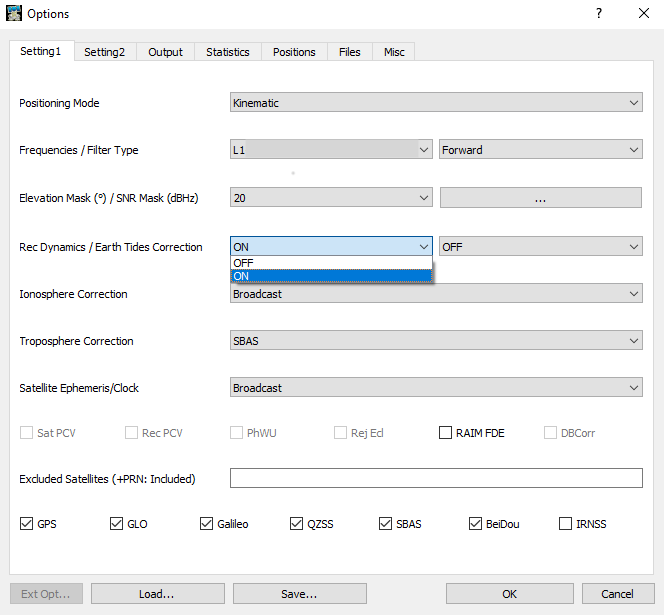 Options
?
Setting1 Setting2 Output Statistics Positions Files Misc
Positioning Mode Kinematic
Frequencies / Filter Type L1 Forward
Elevation Mask (°) / SNR Mask (dBHz) 20 ...
Rec Dynamics / Earth Tides Correction ON OFF
OFF
ON
Ionosphere Correction Broadcast
Troposphere Correction SBAS
Satellite Ephemeris/Clock Broadcast
Sat PCV Rec PCV PhWU Rej Ecl RAIM FDE DBCorr
Excluded Satellites (+PRN: Included)
GPS GLO Galileo QZSS SBAS BeiDou IRNSS
Ext Opt... Load... Save... OK Cancel